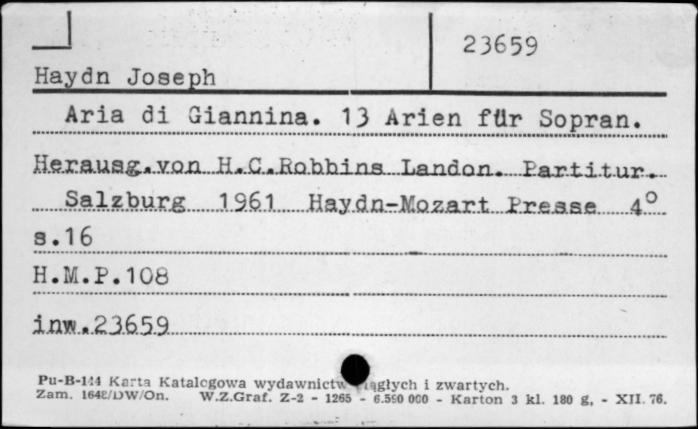 23659
Haydn Joseph
Aria di Giannina. 13 Arien für Sopran.
Herausg.von H.C.Robbins Landon. Partitur.
Salzburg 1961 Haydn-Mozart Presse 4°
s.16
H.M.P.108
inw.23659
Pu-B-144 Karta Katalogowa wydawnictw ciągłych i zwartych.
Zam. 1648/DW/On. W.Z.Graf. Z-2 - 1265 - 6.590 000 - Karton 3 kl. 180 g, - XII. 76.